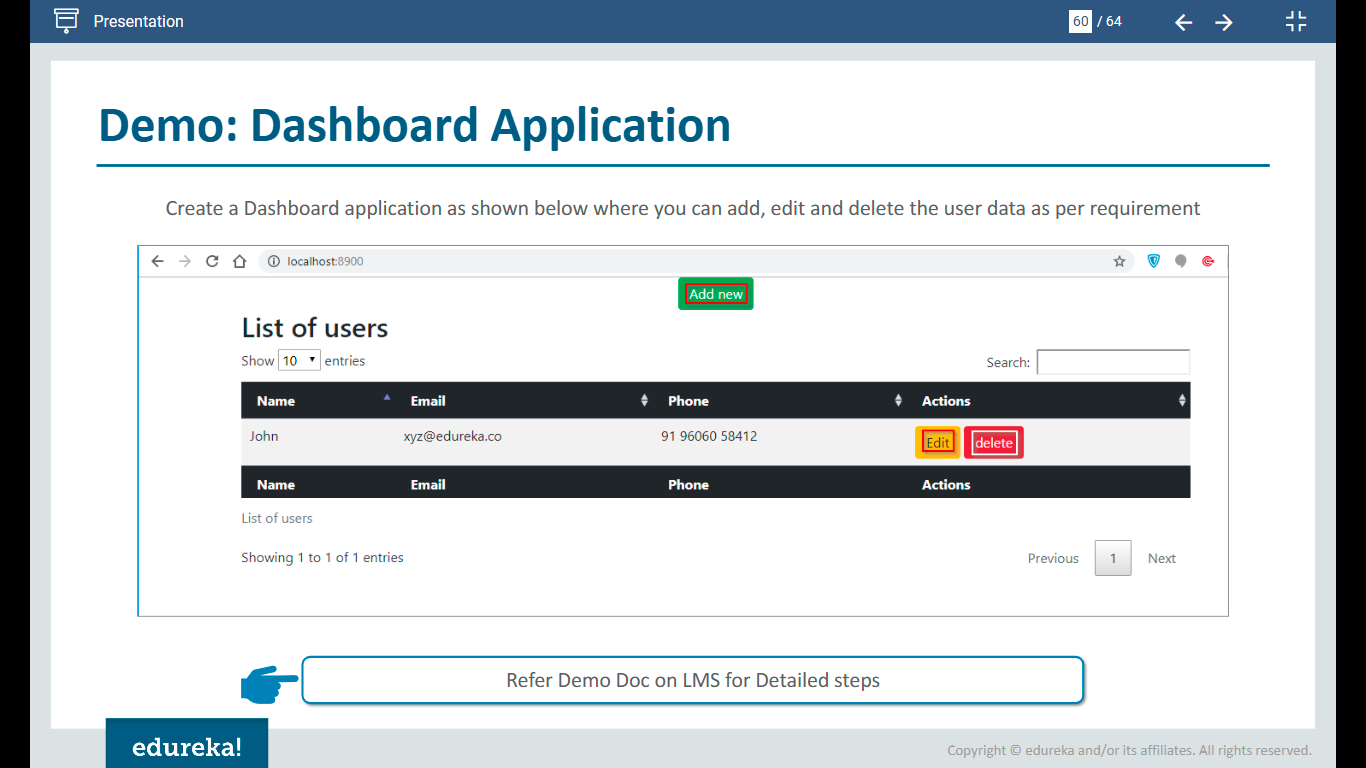 Presentation
60 / 64
Demo: Dashboard Application
Create a Dashboard application as shown below where you can add, edit and delete the user data as per requirement
localhost:8900
Add new
List of users
Show 10 entries
Search:
Name Email Phone Actions
John xyz@edureka.co 91 96060 58412 Edit delete
Name Email Phone Actions
List of users
Showing 1 to 1 of 1 entries
Previous 1 Next
Refer Demo Doc on LMS for Detailed steps
edureka!
Copyright © edureka and/or its affiliates. All rights reserved.